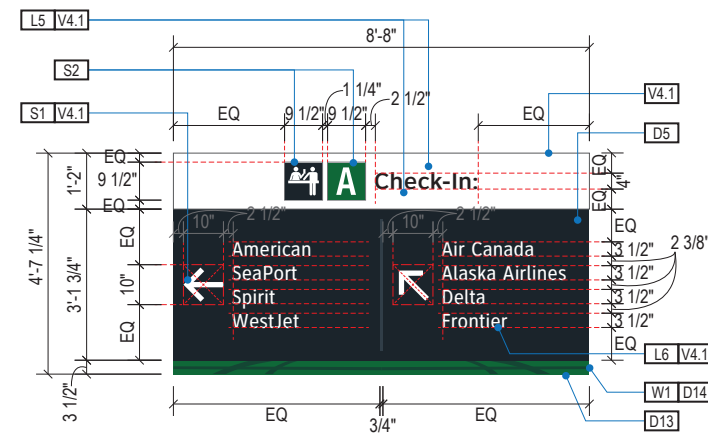 L5 V4.1
8'-8"
S2
1 1/4"
EQ 9 1/2" 9 1/2" 2 1/2" EQ
V4.1
S1 V4.1
D5
EQ
1'-2"
9 1/2"
EQ
A Check-In:
EQ
4"
EQ
10" 2 1/2" 10" 2 1/2"
4'-7 1/4"
3'-1 3/4"
EQ
10"
EQ
3 1/2"
American
SeaPort
Spirit
WestJet
Air Canada
Alaska Airlines
Delta
Frontier
EQ
3 1/2"
3 1/2"
3 1/2"
3 1/2"
EQ
2 3/8"
L6 V4.1
W1 D14
D13
EQ EQ
3/4"